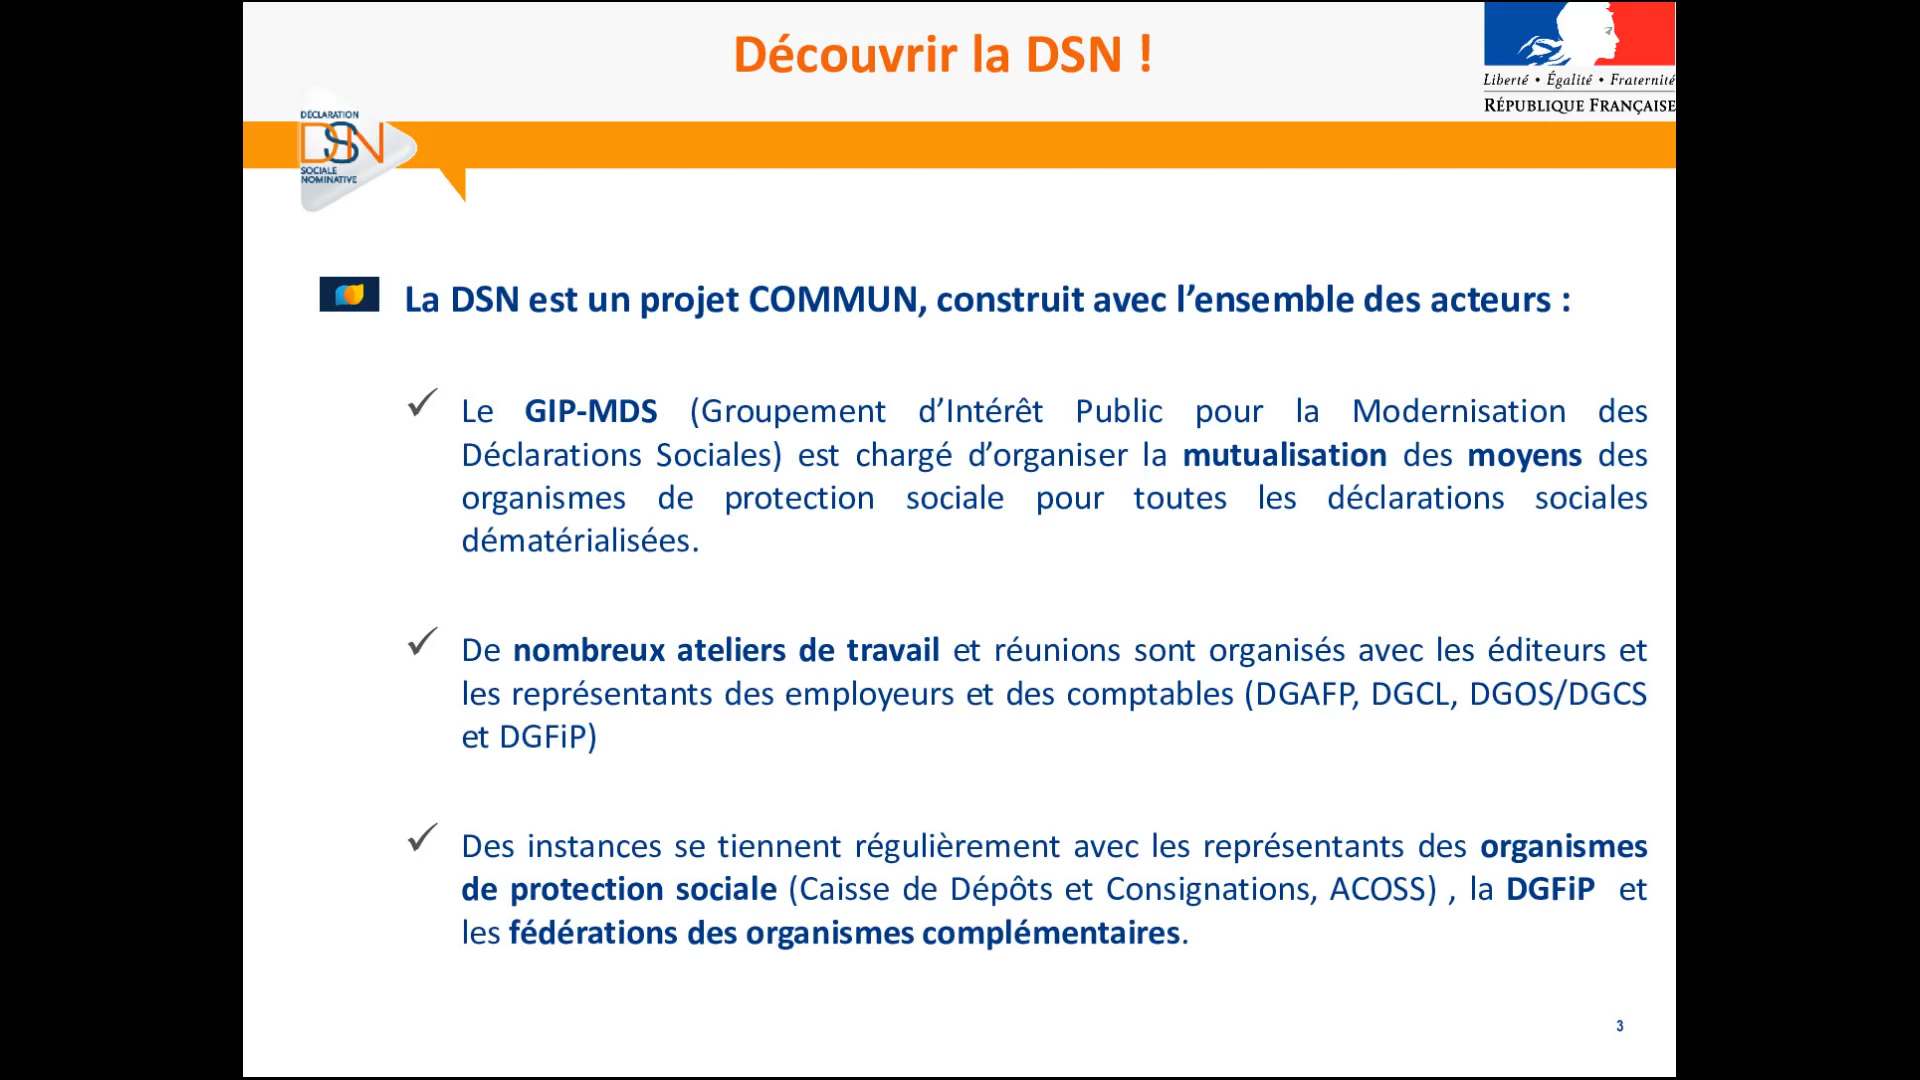 Découvrir la DSN !
Liberté • Égalité • Fraternité
RÉPUBLIQUE FRANÇAISE
DÉCLARATION
DSN
SOCIALE
NOMINATIVE
La DSN est un projet COMMUN, construit avec l’ensemble des acteurs :
Le GIP-MDS (Groupement d’Intérêt Public pour la Modernisation des
Déclarations Sociales) est chargé d’organiser la mutualisation des moyens des
organismes de protection sociale pour toutes les déclarations sociales
dématérialisées.
De nombreux ateliers de travail et réunions sont organisés avec les éditeurs et
les représentants des employeurs et des comptables (DGAFP, DGCL, DGOS/DGCS
et DGFiP)
Des instances se tiennent régulièrement avec les représentants des organismes
de protection sociale (Caisse de Dépôts et Consignations, ACOSS) , la DGFiP et
les fédérations des organismes complémentaires.
3